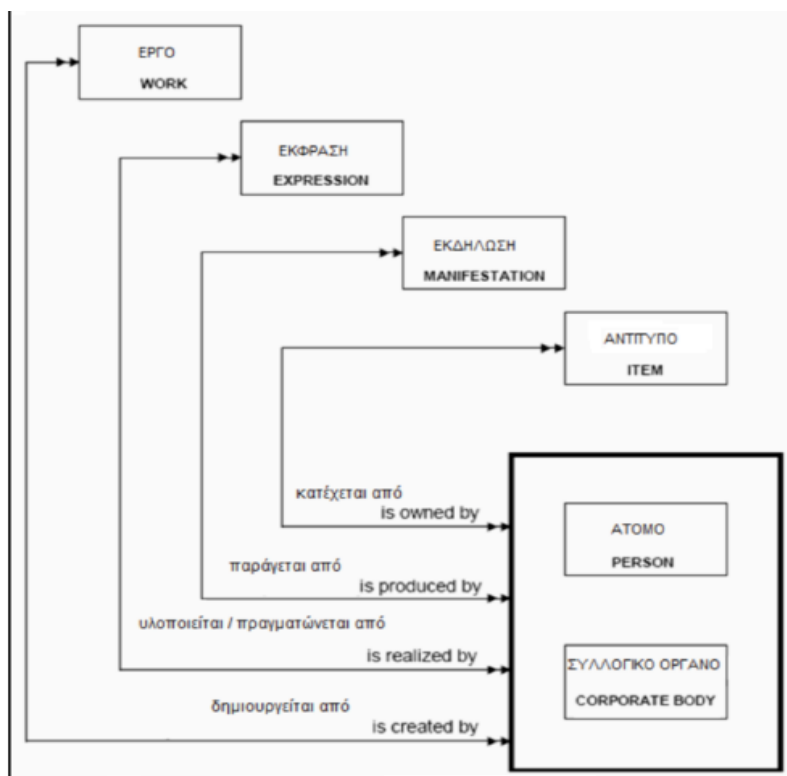 ΕΡΓΟ
WORK
ΕΚΦΡΑΣΗ
EXPRESSION
ΕΚΔΗΛΩΣΗ
MANIFESTATION
ΑΝΤΙΤΥΠΟ
ITEM
κατέχεται από
is owned by
ΑΤΟΜΟ
PERSON
παράγεται από
is produced by
υλοποιείται / πραγματώνεται από
is realized by
ΣΥΛΛΟΓΙΚΟ ΟΡΓΑΝΟ
CORPORATE BODY
δημιουργείται από
is created by